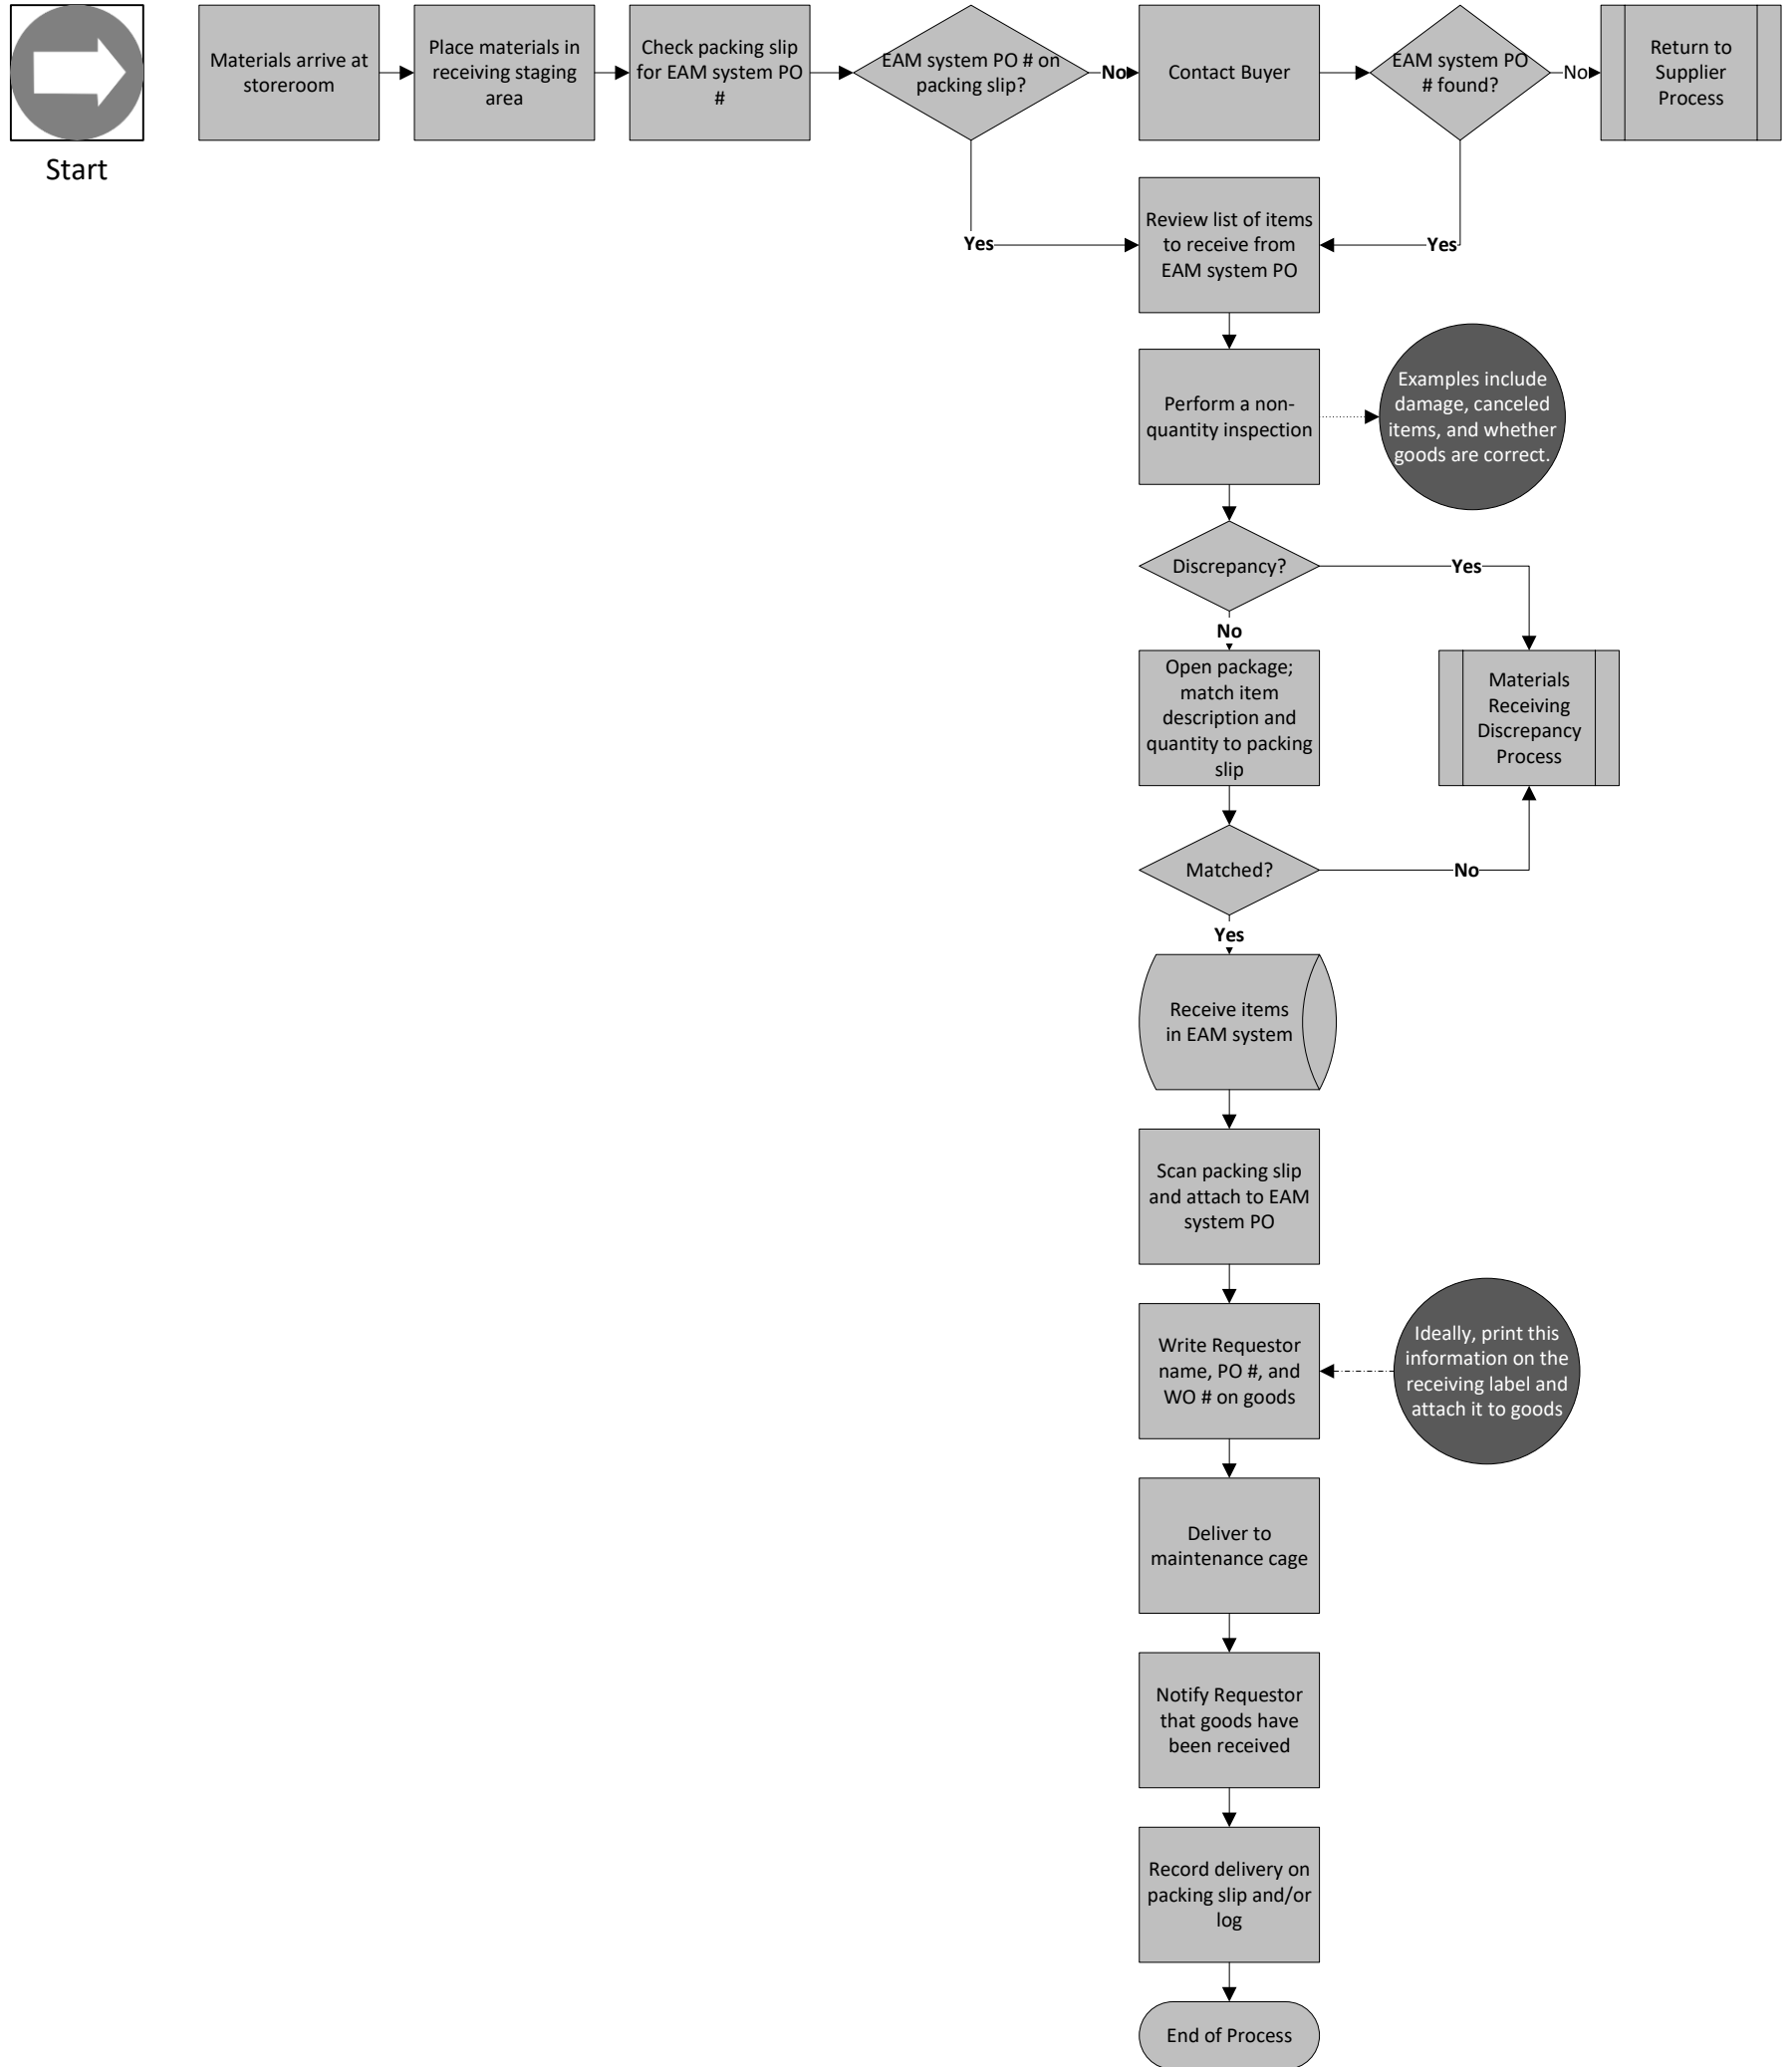 Start
Materials arrive at
storeroom
Place materials in
receiving staging
area
Check packing slip
for EAM system PO
#
EAM system PO # on
packing slip?
No
Contact Buyer
EAM system PO
# found?
No
Return to
Supplier
Process
Yes
Review list of items
to receive from
EAM system PO
Yes
Perform a non-
quantity inspection
Examples include
damage, canceled
items, and whether
goods are correct.
Discrepancy?
Yes
No
Open package;
match item
description and
quantity to packing
slip
Materials
Receiving
Discrepancy
Process
Matched?
No
Yes
Receive items
in EAM system
Scan packing slip
and attach to EAM
system PO
Write Requestor
name, PO #, and
WO # on goods
Ideally, print this
information on the
receiving label and
attach it to goods
Deliver to
maintenance cage
Notify Requestor
that goods have
been received
Record delivery on
packing slip and/or
log
End of Process